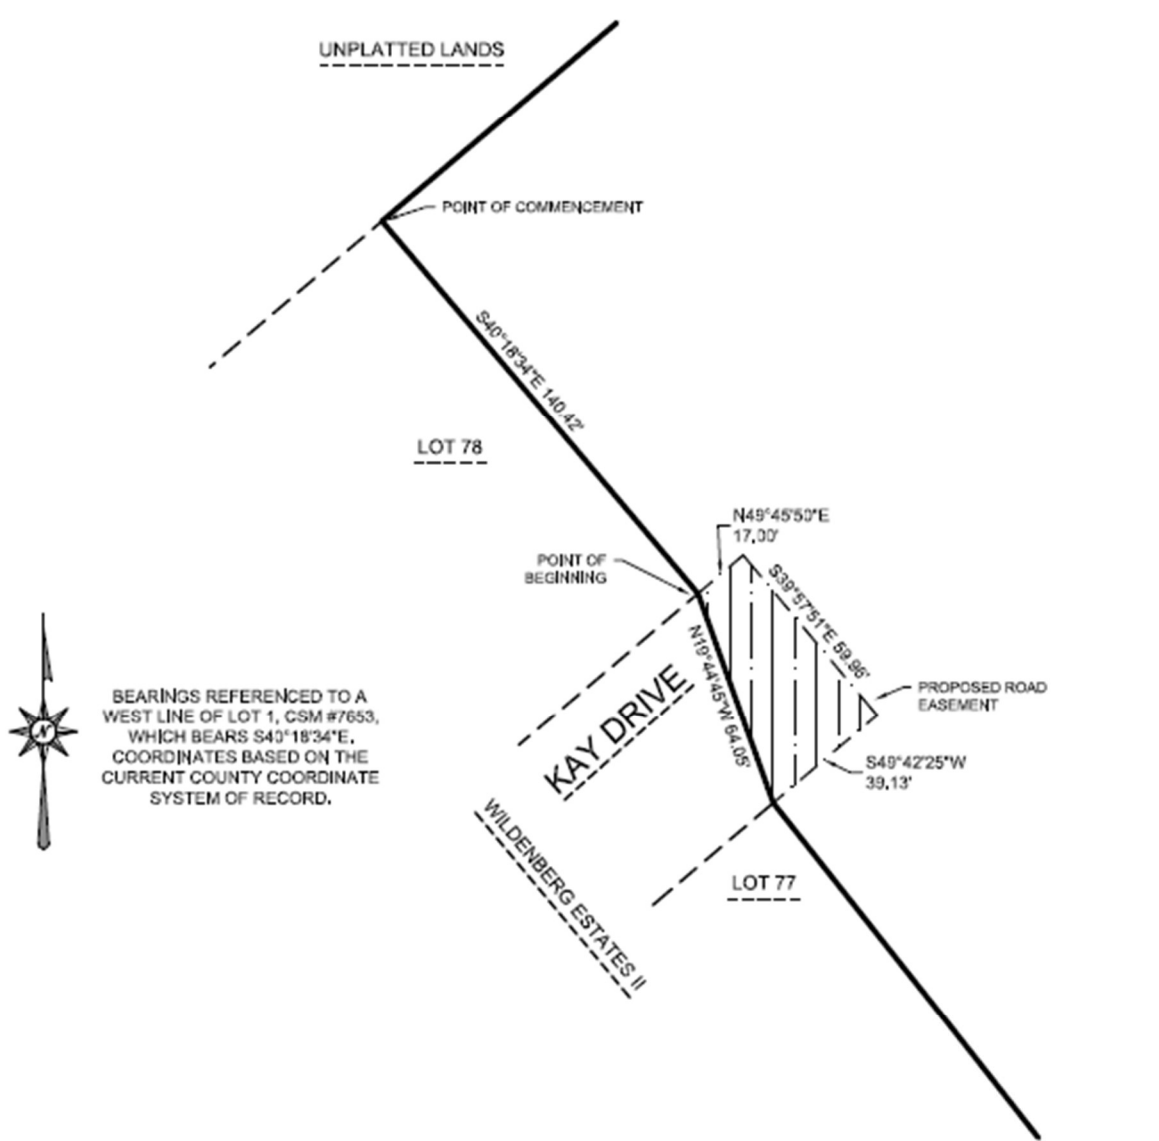 UNPLATTED LANDS
POINT OF COMMENCEMENT
S40°18'34"E 140.42'
LOT 78
N49°45'50"E
17.00'
POINT OF
BEGINNING
S39°57'51"E 59.96'
N19°44'45"W 64.05'
PROPOSED ROAD
EASEMENT
KAY DRIVE
S49°42'25"W
39.13'
N
BEARINGS REFERENCED TO A
WEST LINE OF LOT 1, CSM #7653,
WHICH BEARS S40°18'34"E.
COORDINATES BASED ON THE
CURRENT COUNTY COORDINATE
SYSTEM OF RECORD.
WILDENBERG ESTATES II
LOT 77